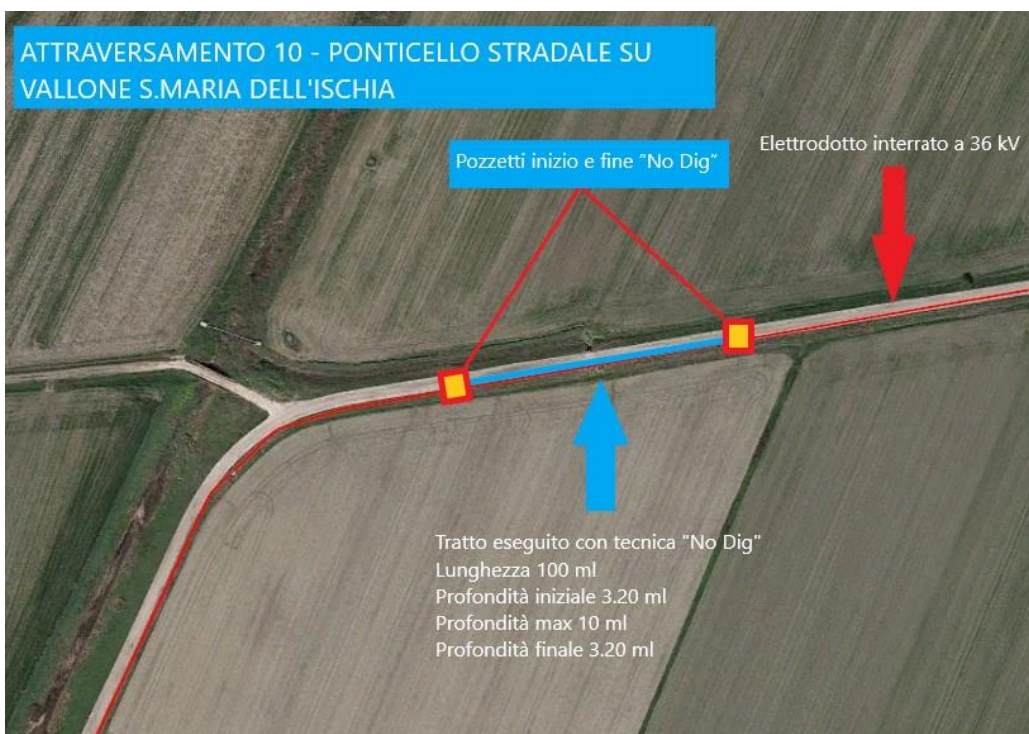 ATTRAVERSAMENTO 10 - PONTICELLO STRADALE SU
VALLONE S.MARIA DELL'ISCHIA
Elettrodotto interrato a 36 kV
Pozzetti inizio e fine "No Dig"
Tratto eseguito con tecnica "No Dig"
Lunghezza 100 ml
Profondità iniziale 3.20 ml
Profondità max 10 ml
Profondità finale 3.20 ml